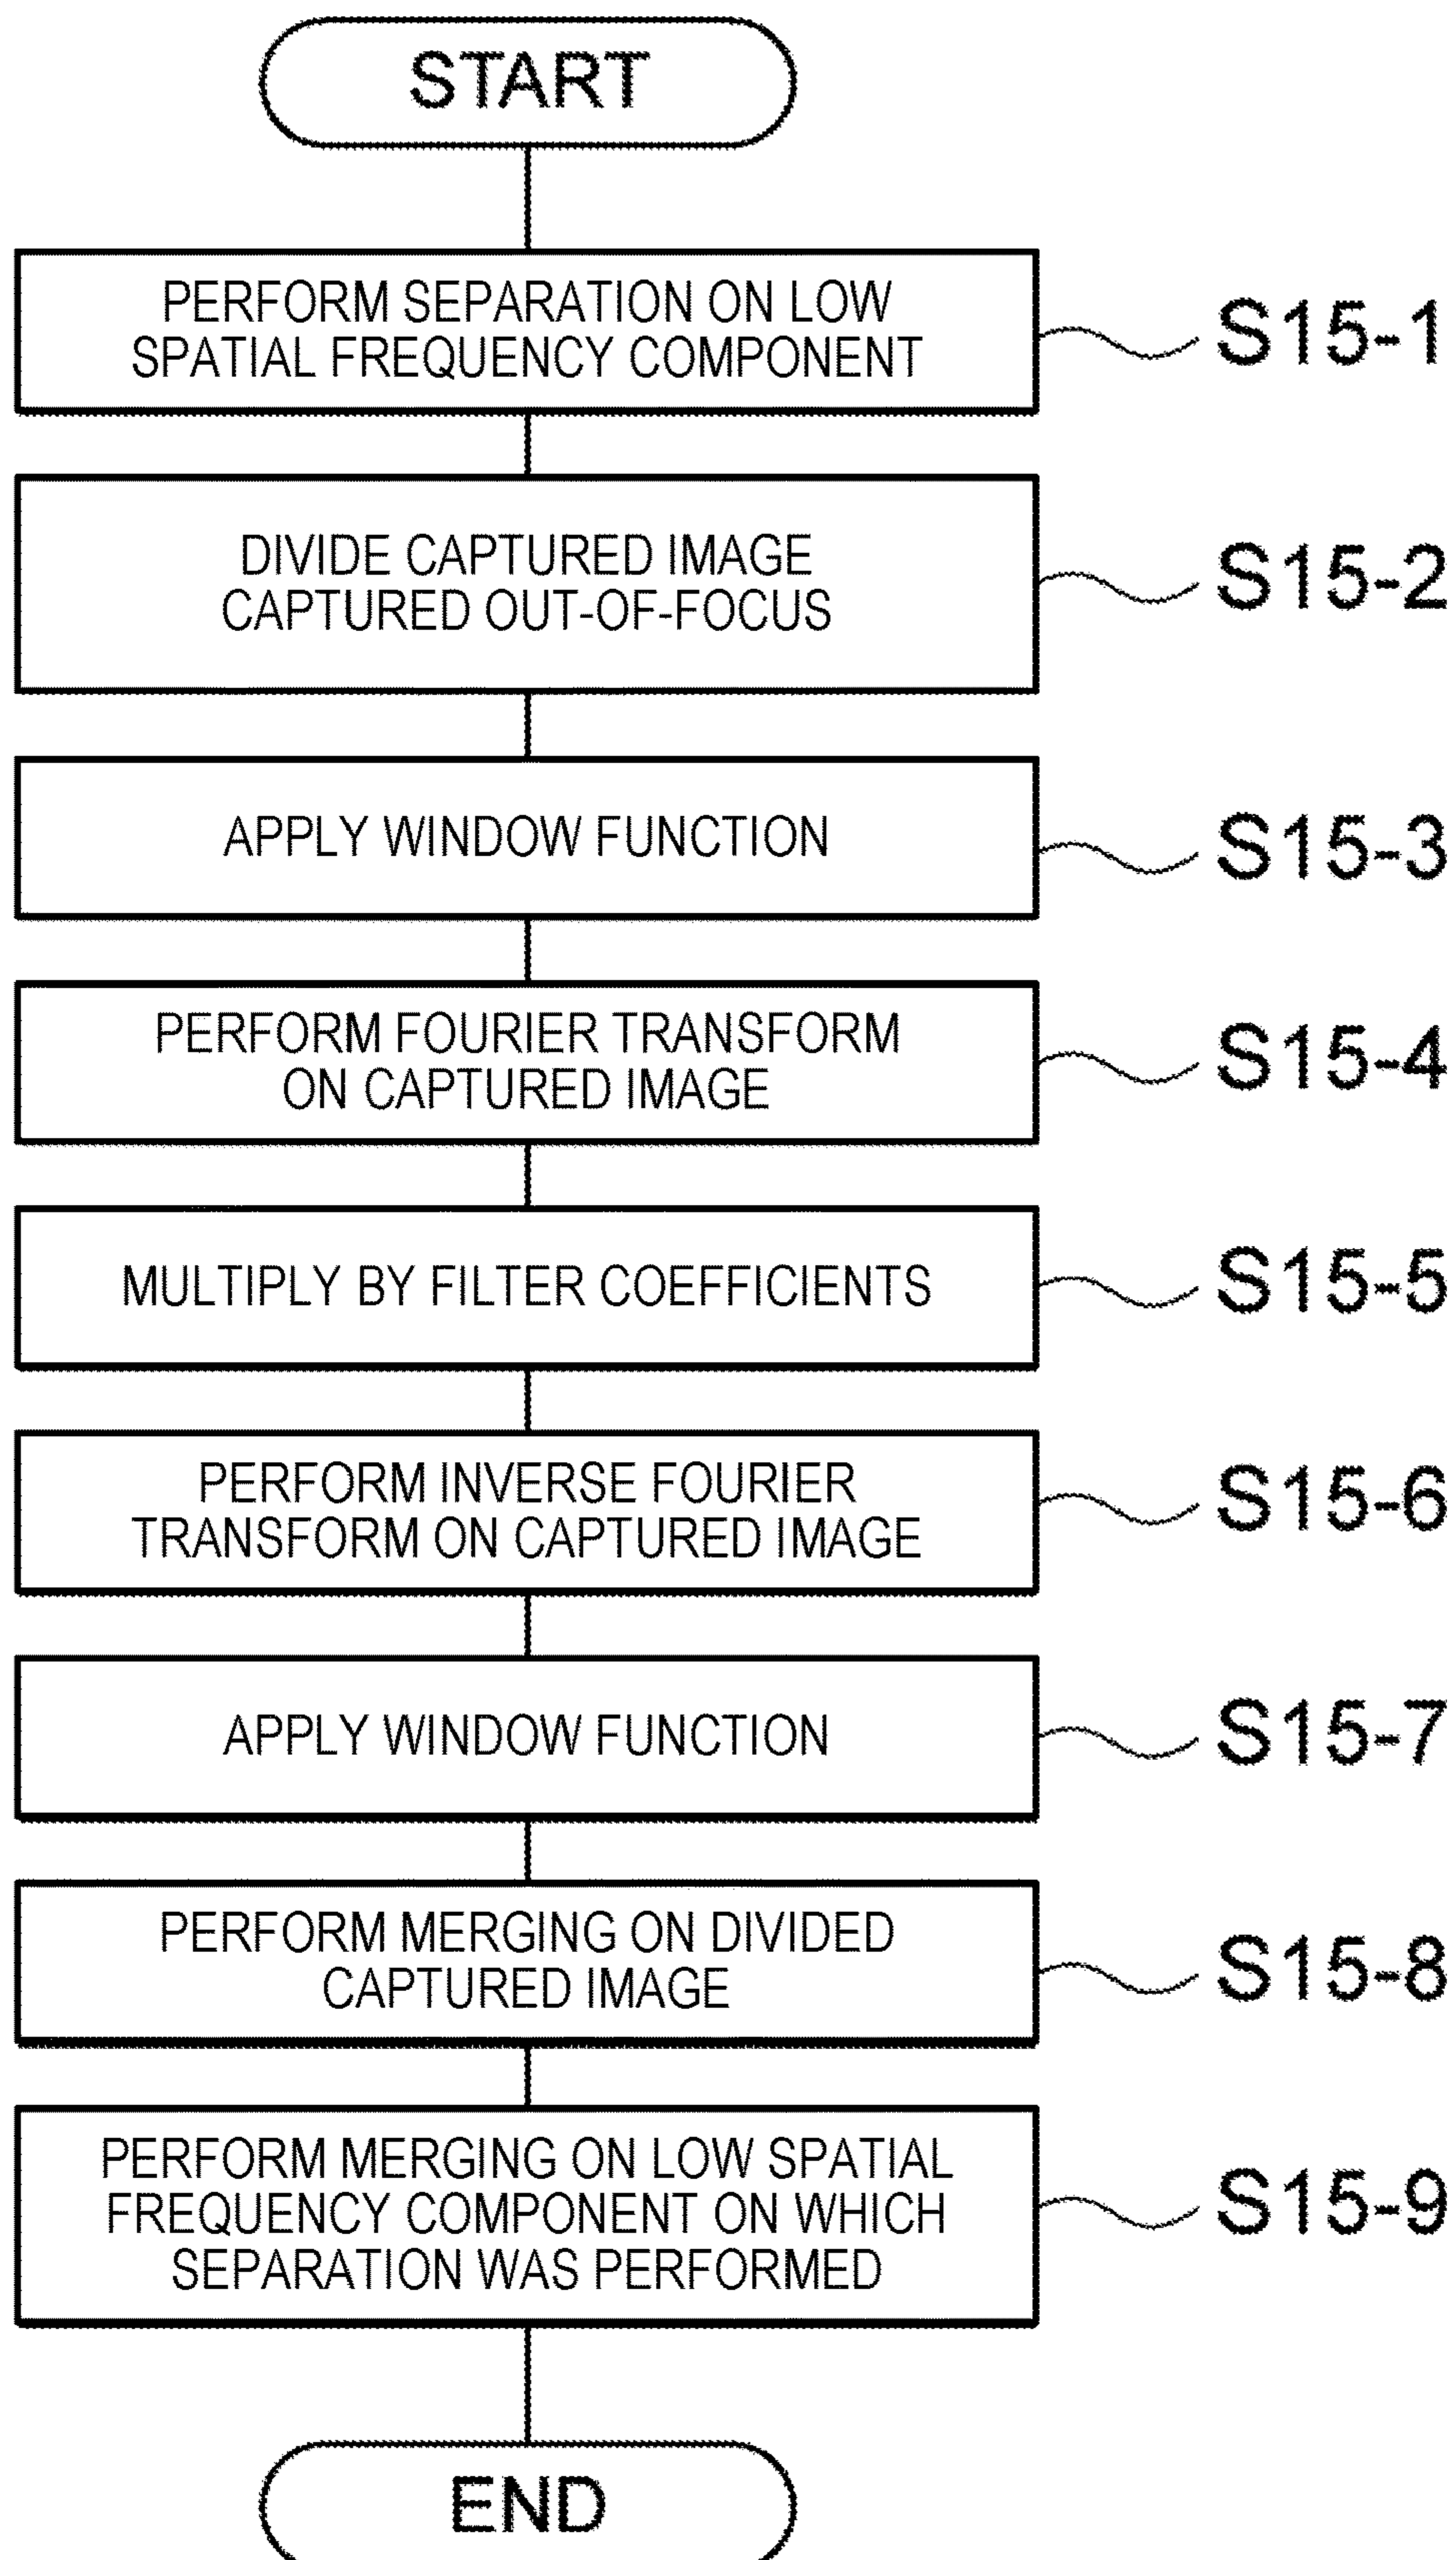 START
PERFORM SEPARATION ON LOW
SPATIAL FREQUENCY COMPONENT
S15-1
DIVIDE CAPTURED IMAGE
CAPTURED OUT-OF-FOCUS
S15-2
APPLY WINDOW FUNCTION
S15-3
PERFORM FOURIER TRANSFORM
ON CAPTURED IMAGE
S15-4
MULTIPLY BY FILTER COEFFICIENTS
S15-5
PERFORM INVERSE FOURIER
TRANSFORM ON CAPTURED IMAGE
S15-6
APPLY WINDOW FUNCTION
S15-7
PERFORM MERGING ON DIVIDED
CAPTURED IMAGE
S15-8
PERFORM MERGING ON LOW SPATIAL
FREQUENCY COMPONENT ON WHICH
SEPARATION WAS PERFORMED
S15-9
END